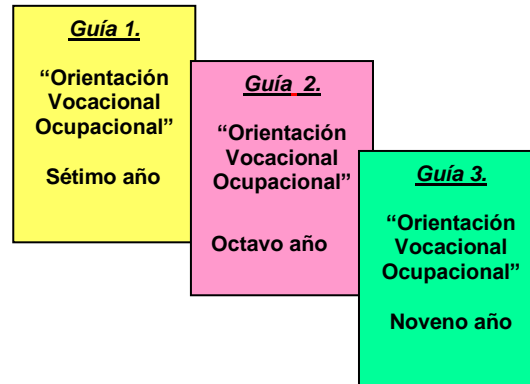 Guía 1.
“Orientación
Vocacional
Ocupacional”
Sétimo año
Guía 2.
“Orientación
Vocacional
Ocupacional”
Octavo año
Guía 3.
“Orientación
Vocacional
Ocupacional”
Noveno año